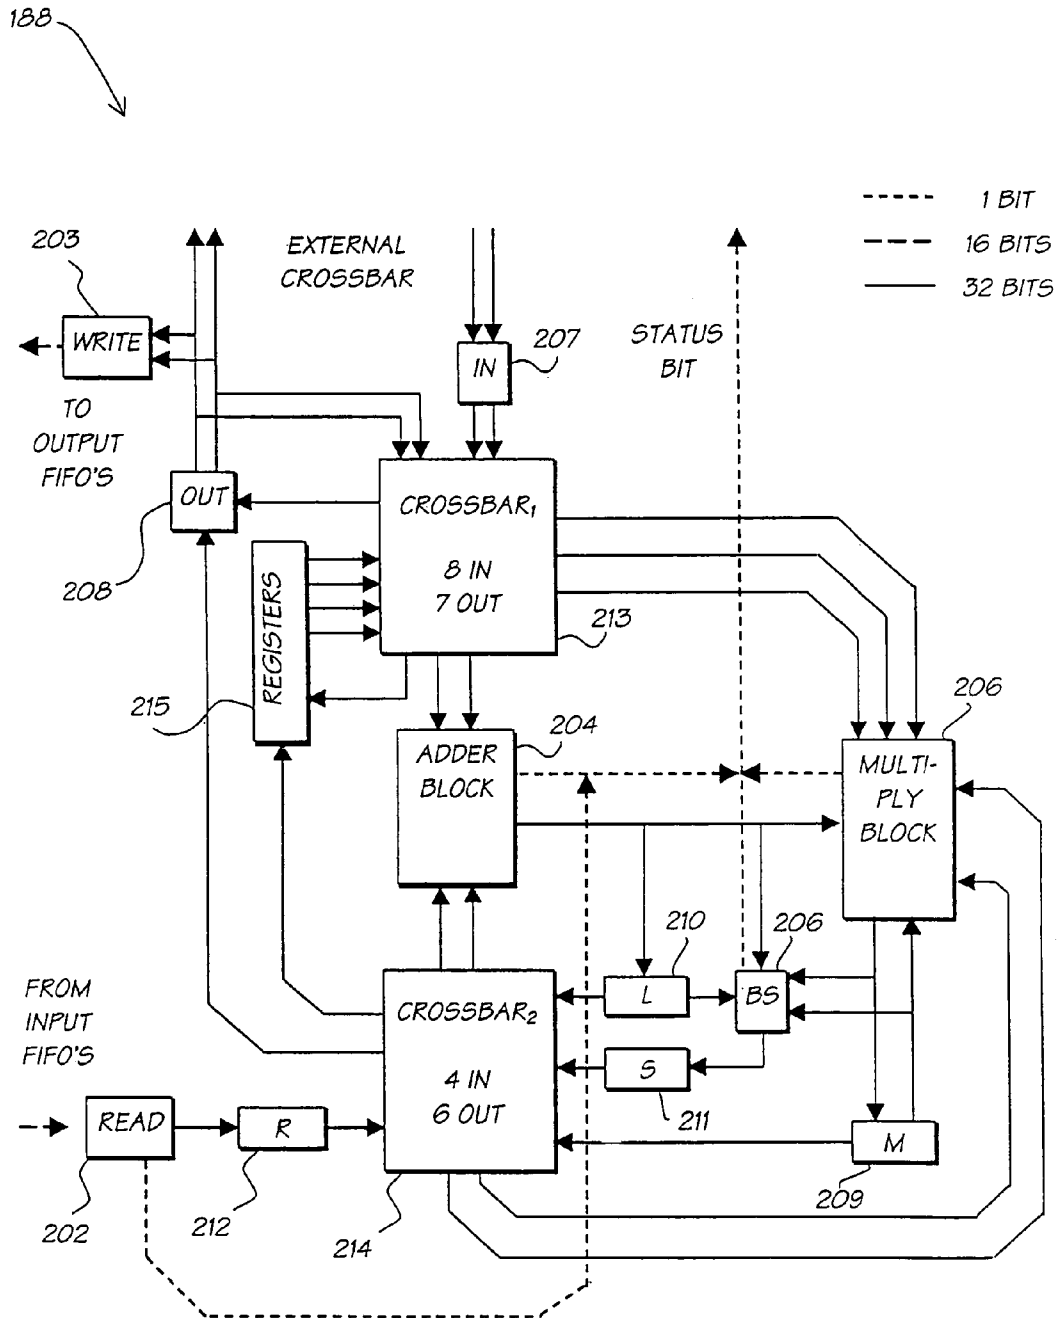 188
1 BIT
16 BITS
32 BITS
203
EXTERNAL
CROSSBAR
WRITE
207
IN
STATUS
BIT
TO
OUTPUT
FIFO'S
OUT
CROSSBAR1
8 IN
7 OUT
208
213
REGISTERS
215
206
204
ADDER
BLOCK
MULTI-
PLY
BLOCK
210
206
FROM
INPUT
FIFO'S
L
BS
CROSSBAR2
4 IN
6 OUT
S
211
READ
R
M
209
202
212
214